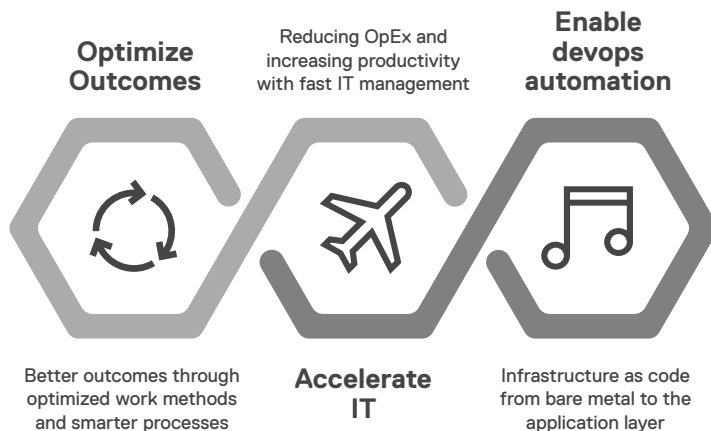 Optimize
Outcomes
Better outcomes through
optimized work methods
and smarter processes
Reducing OpEx and
increasing productivity
with fast IT management
Accelerate
IT
Enable
devops
automation
Infrastructure as code
from bare metal to the
application layer